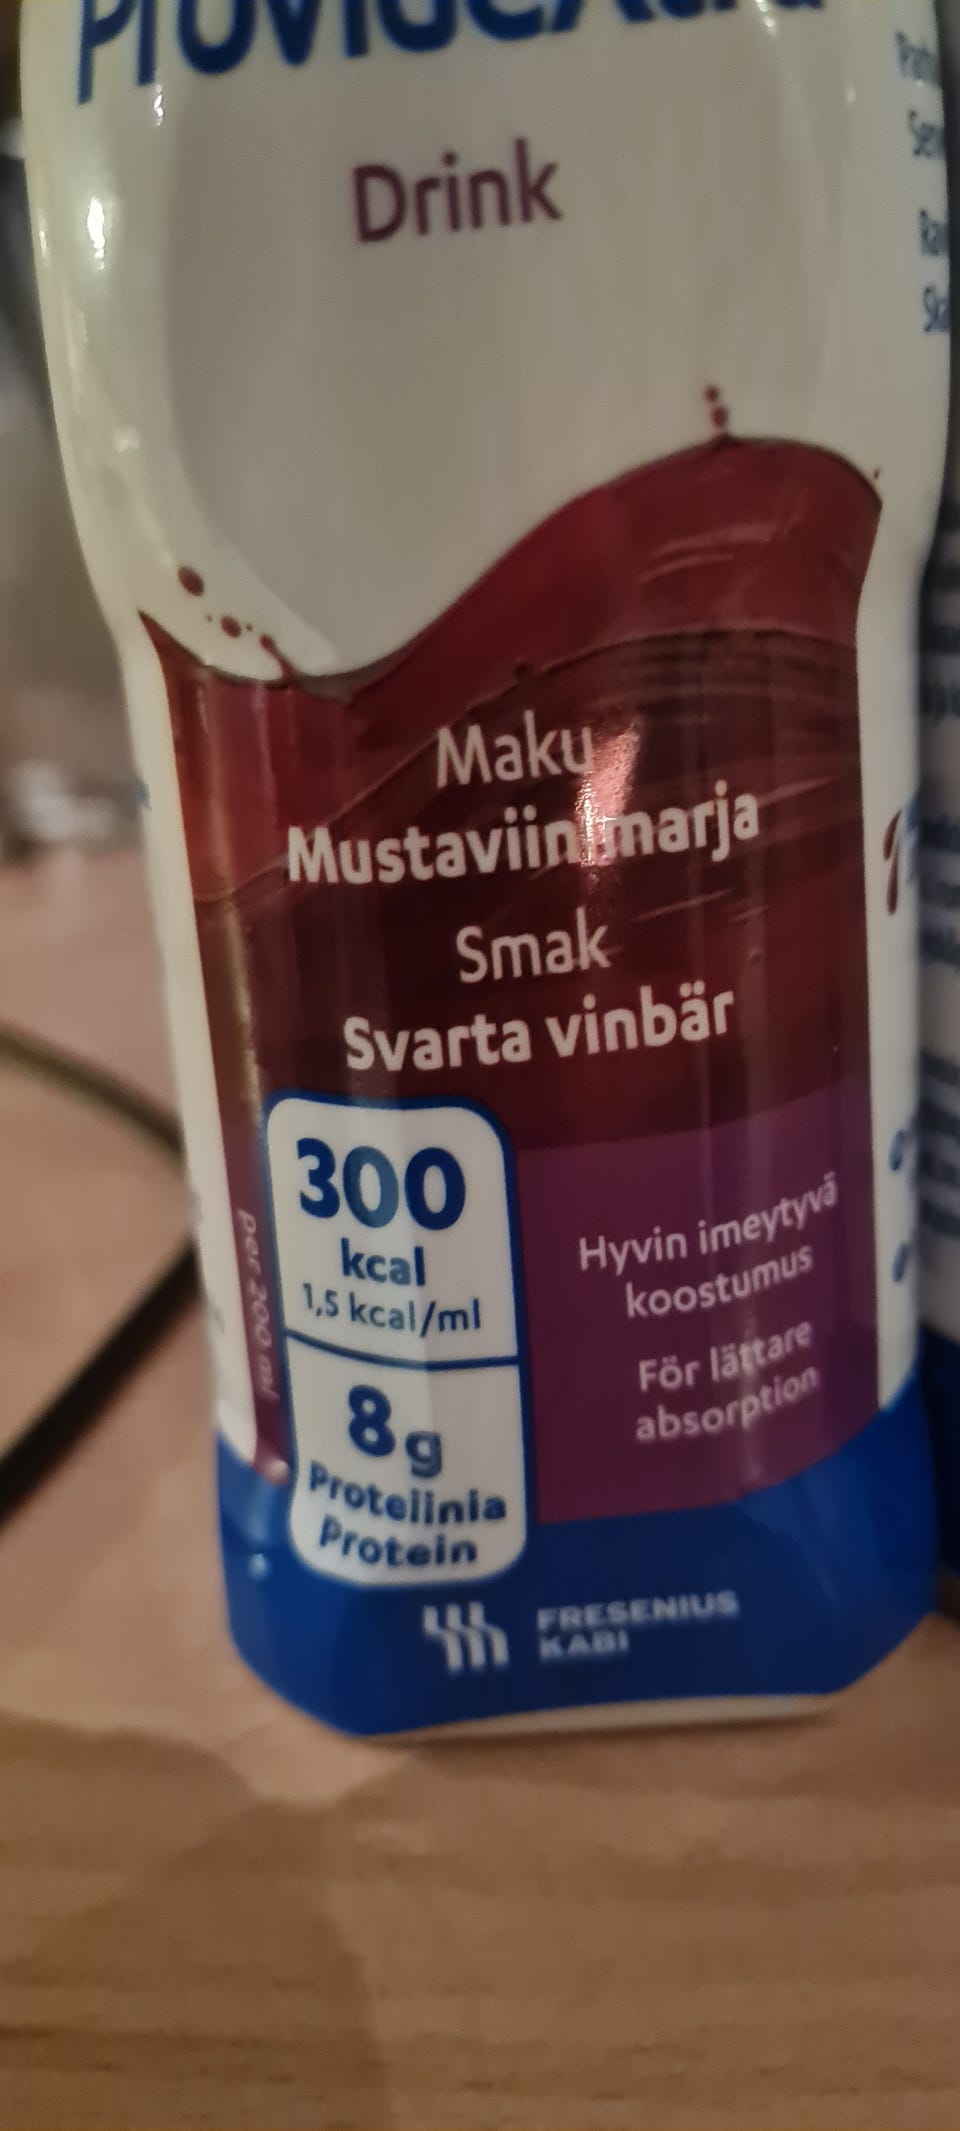 Drink
Maku
Mustaviinimarja
Smak
Svarta vinbär
300
kcal
1,5 kcal/ml
per 200 ml
8g
Proteiinia
Protein
Hyvin imeytyvä
koostumus
För lättare
absorption
FRESENIUS
KABI